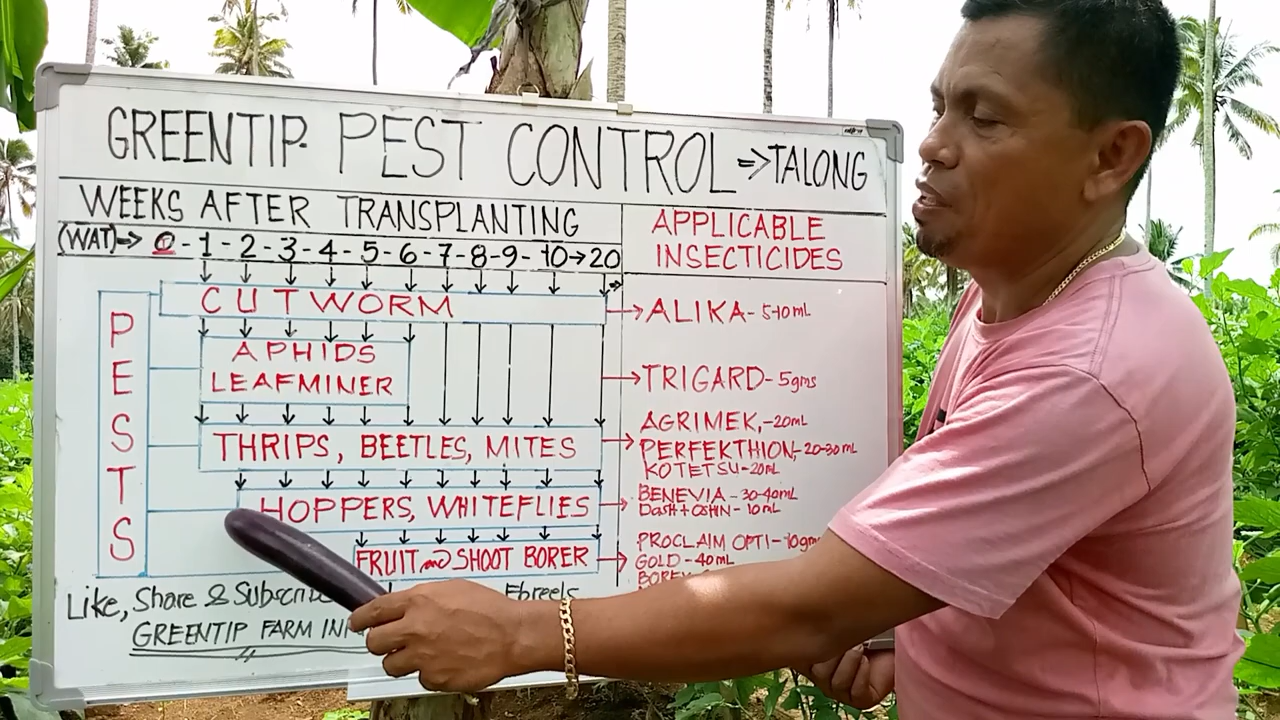 GREENTIP PEST CONTROL => TALONG
WEEKS AFTER TRANSPLANTING
(WAT)=> 0-1-2-3-4-5-6-7-8-9-10→20
APPLICABLE
INSECTICIDES
PESTS
CUTWORM
→ALIKA-5-10mL
APHIDS
LEAFMINER
→TRIGARD-5gms
THRIPS, BEETLES, MITES
AGRIMEK,-20mL
→PERFEKTHION,-20-30mL
KOTETSU-20mL
HOPPERS, WHITEFLIES
→BENEVIA-30-40mL
DASH+OSHIN-10mL
FRUIT and SHOOT BORER
PROCLAIM OPTI-10gms
→GOLD-40mL
Like, Share & Subscribe
GREENTIP FARM